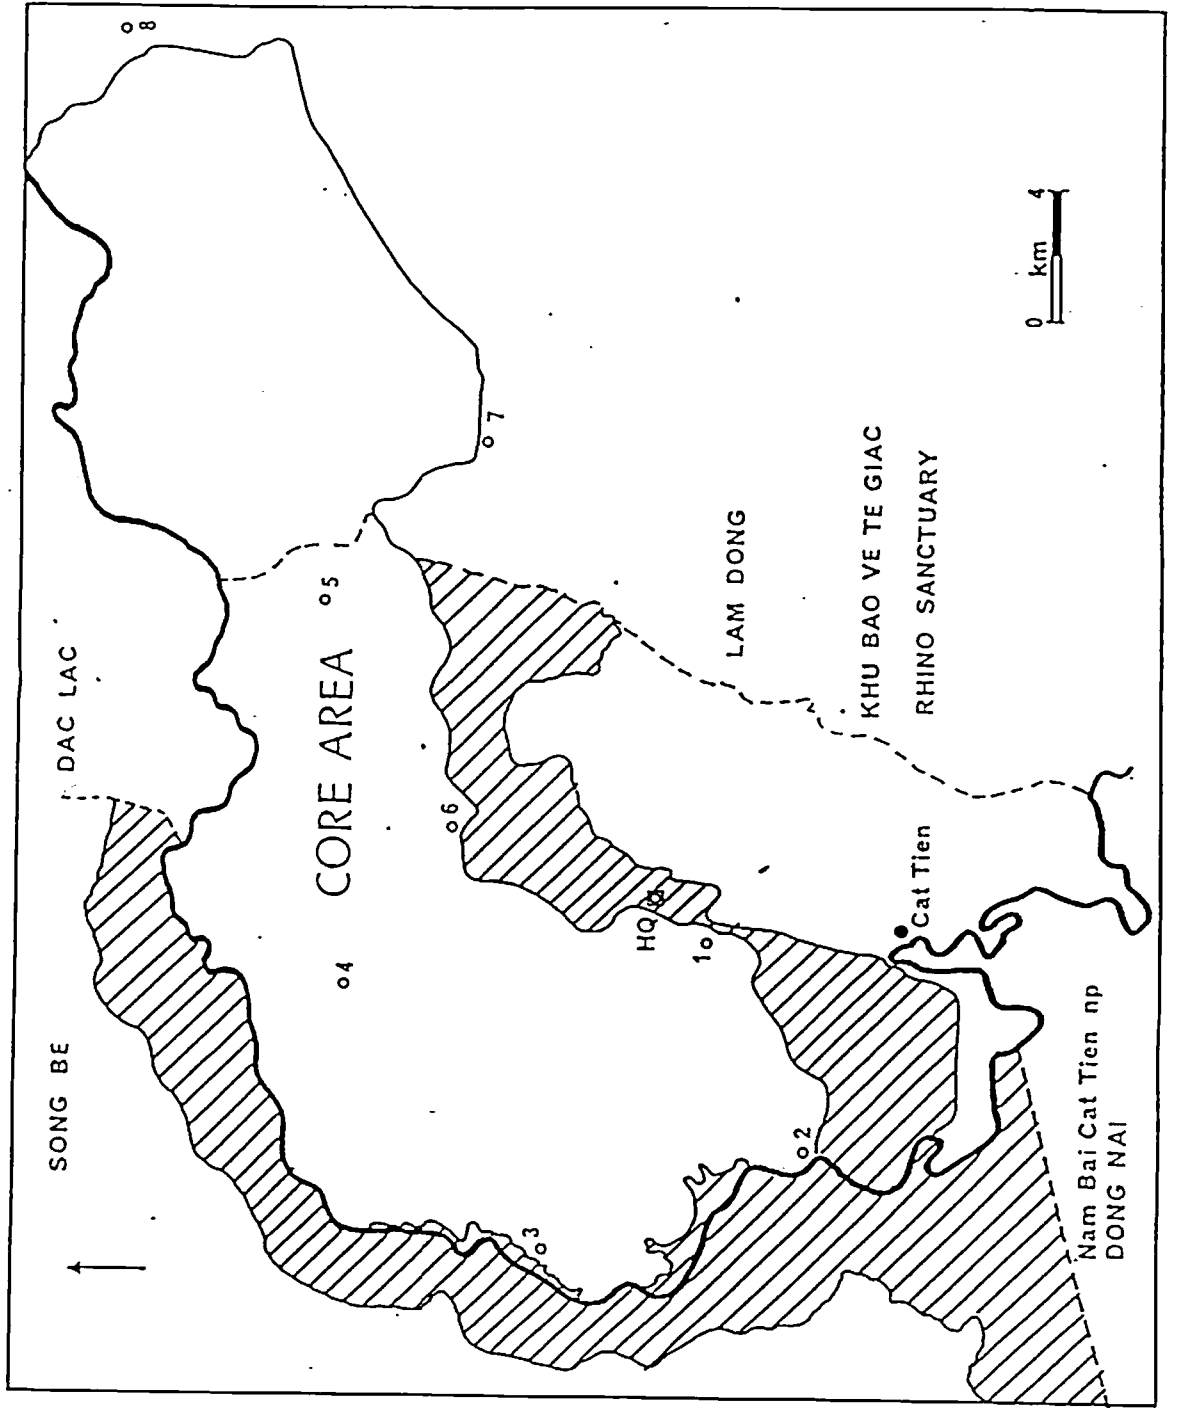 SONG BE
DAC LAC
8
4
CORE AREA
5
6
7
3
HQ
1
LAM DONG
2
KHU BAO VE TE GIAC
RHINO SANCTUARY
Cat Tien
0 km 4
Nam Bai Cat Tien np
DONG NAI